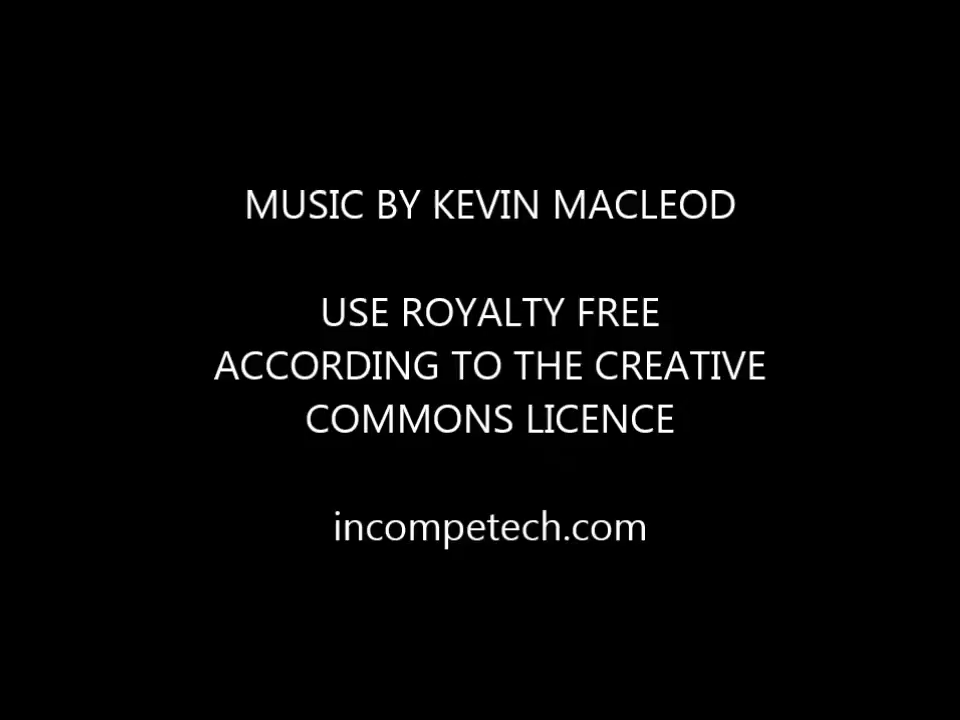 MUSIC BY KEVIN MACLEOD
USE ROYALTY FREE
ACCORDING TO THE CREATIVE
COMMONS LICENCE
incompetech.com